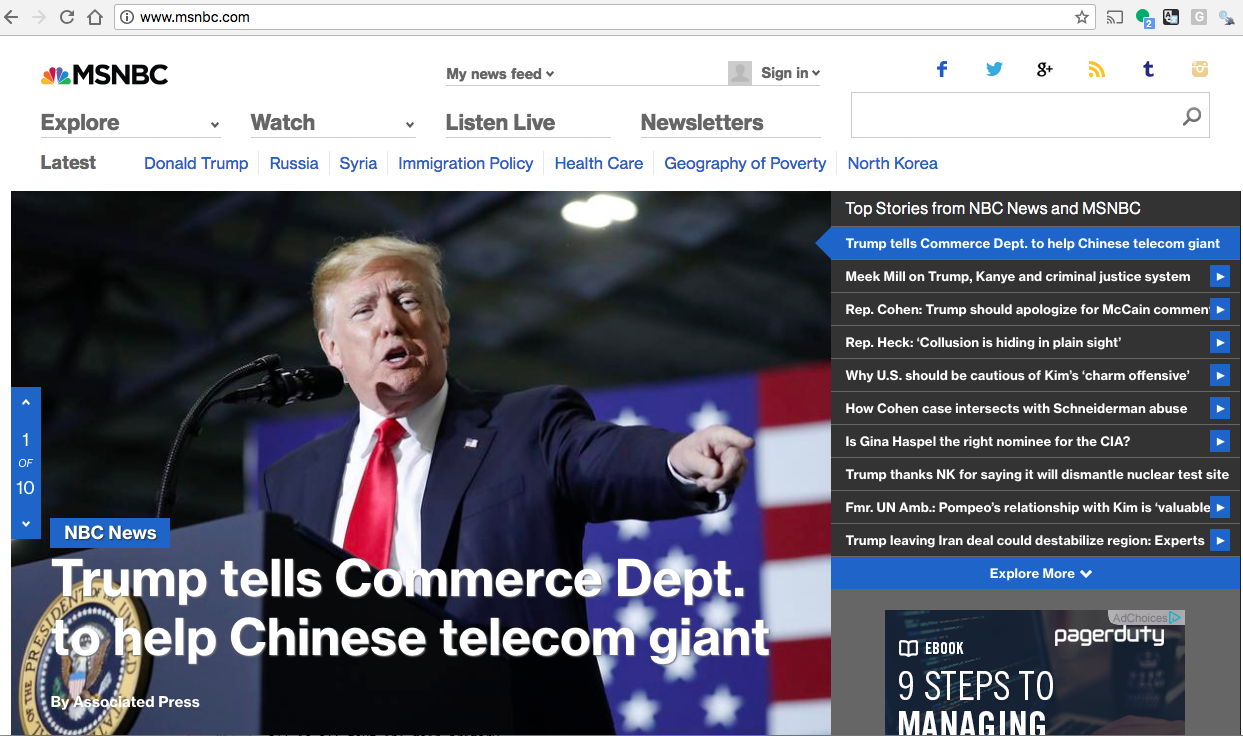 www.msnbc.com
2
G
MSNBC
My news feed
Sign in
f
g+
t
Explore
Watch
Listen Live
Newsletters
Latest
Donald Trump
Russia
Syria
Immigration Policy
Health Care
Geography of Poverty
North Korea
1
OF
10
NBC News
Trump tells Commerce Dept.
to help Chinese telecom giant
By Associated Press
Top Stories from NBC News and MSNBC
Trump tells Commerce Dept. to help Chinese telecom giant
Meek Mill on Trump, Kanye and criminal justice system
Rep. Cohen: Trump should apologize for McCain commen
Rep. Heck: ‘Collusion is hiding in plain sight’
Why U.S. should be cautious of Kim’s ‘charm offensive’
How Cohen case intersects with Schneiderman abuse
Is Gina Haspel the right nominee for the CIA?
Trump thanks NK for saying it will dismantle nuclear test site
Fmr. UN Amb.: Pompeo’s relationship with Kim is ‘valuable
Trump leaving Iran deal could destabilize region: Experts
Explore More
AdChoices
pagerduty
EBOOK
9 STEPS TO
MANAGING